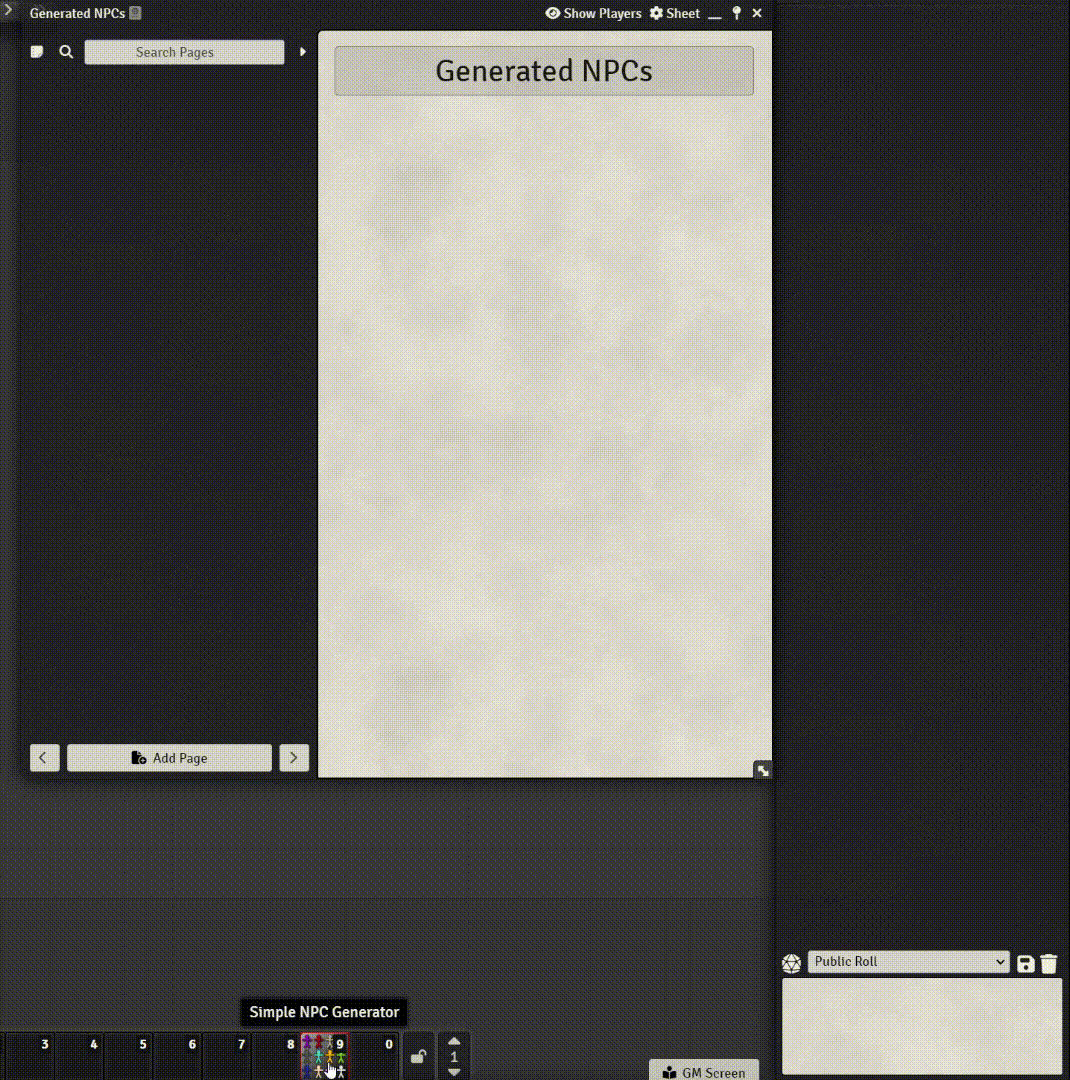 Generated NPCs
Show Players
Sheet
Search Pages
Generated NPCs
Add Page
Public Roll
Simple NPC Generator
3 4 5 6 7 8 9 0
1
GM Screen